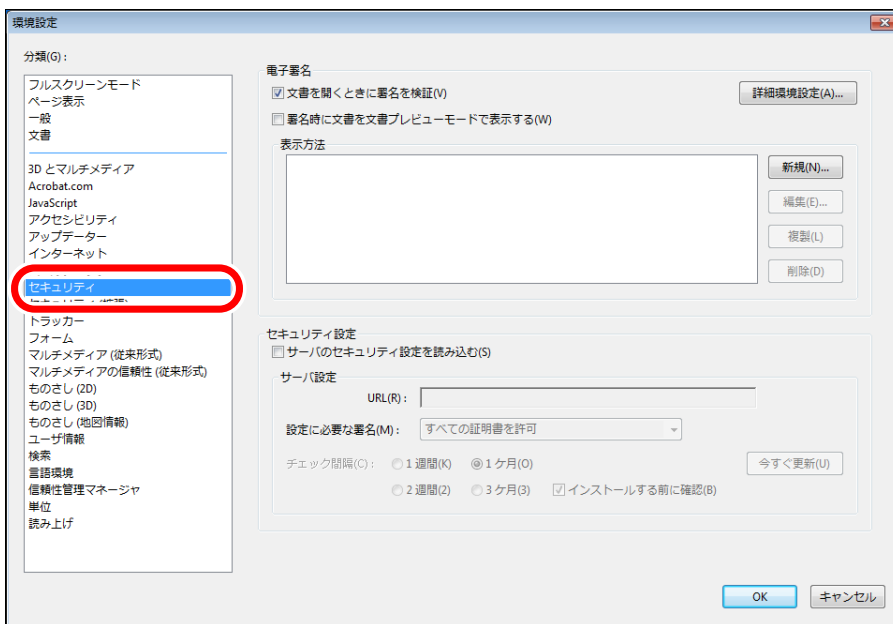 環境設定
分類(G):
フルスクリーンモード
ページ表示
一般
文書
3D とマルチメディア
Acrobat.com
JavaScript
アクセシビリティ
アップデーター
インターネット
セキュリティ
トラッカー
フォーム
マルチメディア (従来形式)
マルチメディアの信頼性 (従来形式)
ものさし (2D)
ものさし (3D)
ものさし (地図情報)
ユーザ情報
検索
言語環境
信頼性管理マネージャ
単位
読み上げ
電子署名
文書を開くときに署名を検証(V)
詳細環境設定(A)...
署名時に文書を文書プレビューモードで表示する(W)
表示方法
新規(N)...
編集(E)...
複製(L)
削除(D)
セキュリティ設定
サーバのセキュリティ設定を読み込む(S)
サーバ設定
URL(R):
設定に必要な署名(M): すべての証明書を許可
チェック間隔(C): 1 週間(K) 1 ケ月(O) 今すぐ更新(U)
2 週間(2) 3 ケ月(3) インストールする前に確認(B)
OK キャンセル